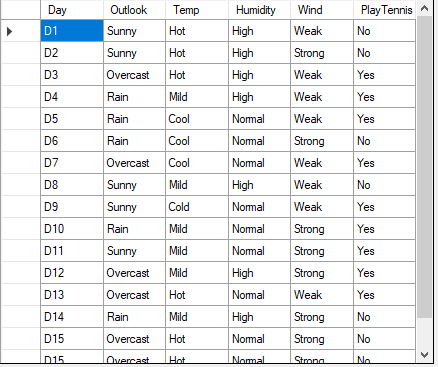 Day Outlook Temp Humidity Wind PlayTennis
D1 Sunny Hot High Weak No
D2 Sunny Hot High Strong No
D3 Overcast Hot High Weak Yes
D4 Rain Mild High Weak Yes
D5 Rain Cool Normal Weak Yes
D6 Rain Cool Normal Strong No
D7 Overcast Cool Normal Weak Yes
D8 Sunny Mild High Weak No
D9 Sunny Cold Normal Weak Yes
D10 Rain Mild Normal Strong Yes
D11 Sunny Mild Normal Strong Yes
D12 Overcast Mild High Strong Yes
D13 Overcast Hot Normal Weak Yes
D14 Rain Mild High Strong No
D15 Overcast Hot Normal Strong No
D15 Overcast Hot Normal Strong No